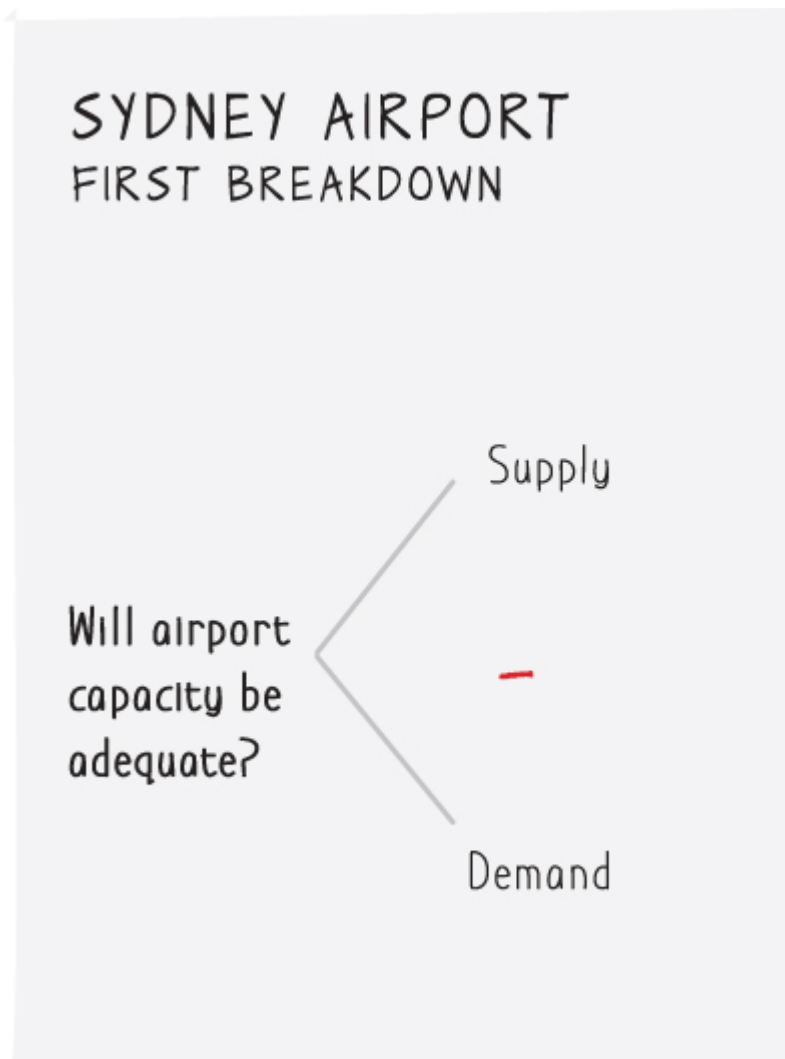 SYDNEY AIRPORT
FIRST BREAKDOWN
Supply
Will airport
capacity be
adequate?
–
Demand